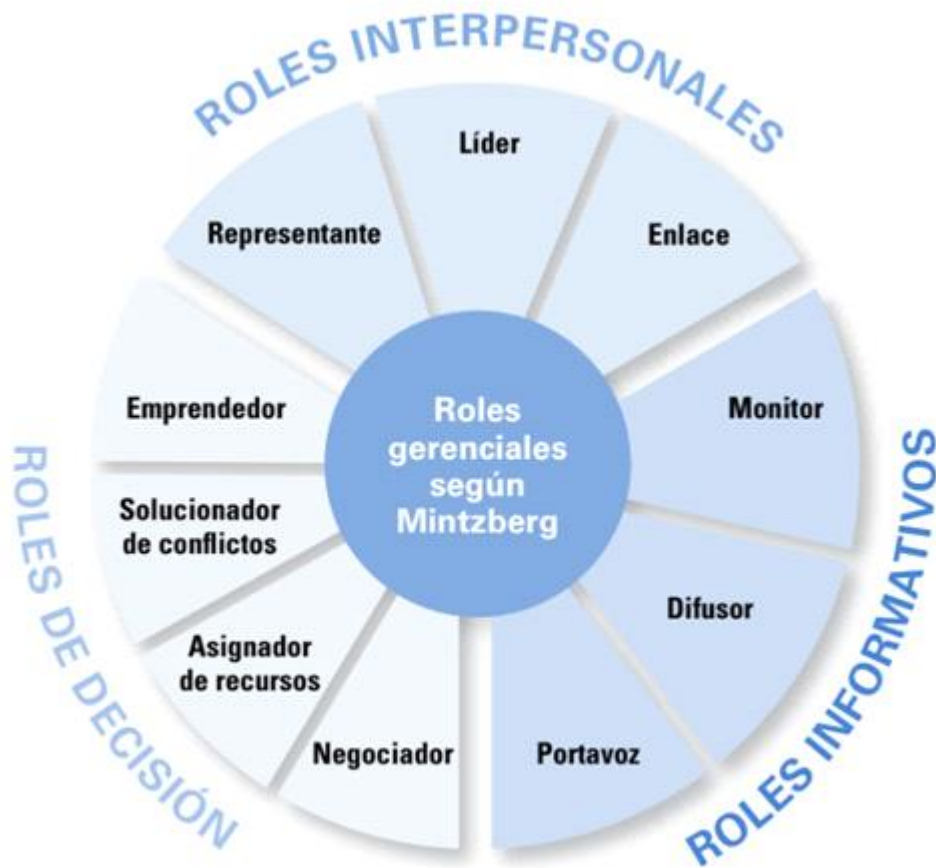 ROLES INTERPERSONALES
Líder
Representante
Enlace
Emprendedor
Monitor
Roles
gerenciales
según
Mintzberg
Solucionador
de conflictos
Difusor
Asignador
de recursos
Negociador
Portavoz
ROLES DE DECISIÓN
ROLES INFORMATIVOS